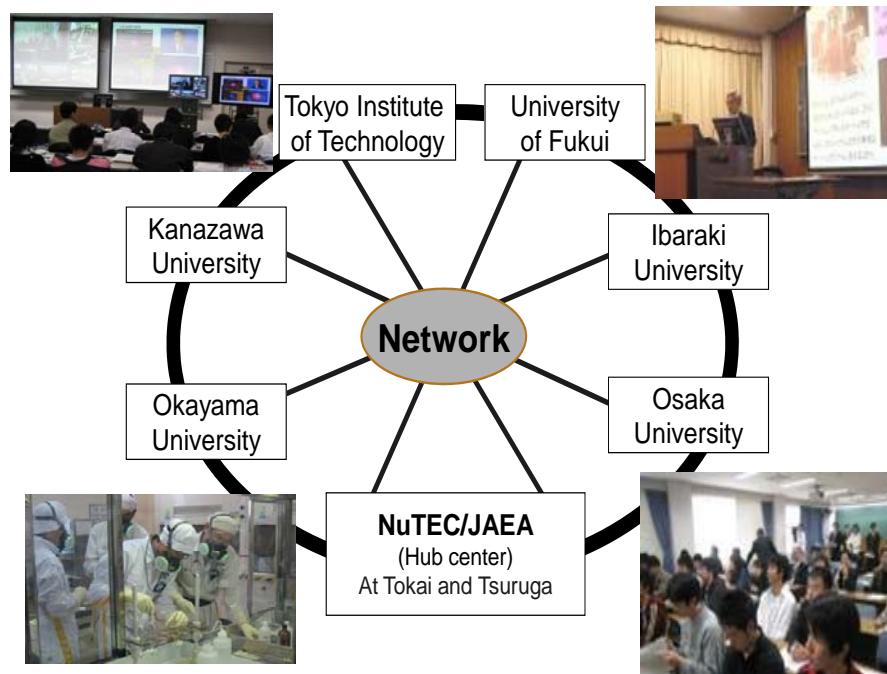 Tokyo Institute
of Technology
University
of Fukui
Kanazawa
University
Ibaraki
University
Network
Okayama
University
Osaka
University
NuTEC/JAEA
(Hub center)
At Tokai and Tsuruga